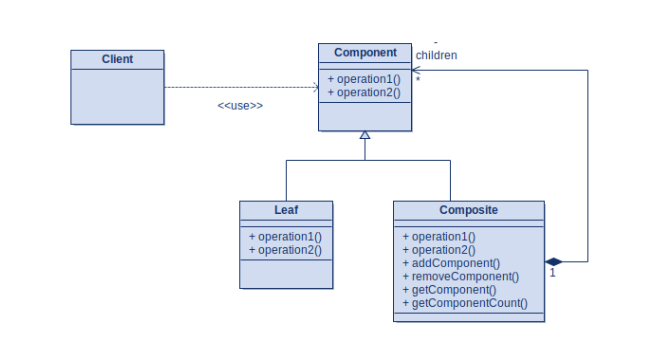 Client
<<use>>
Component
+ operation1()
+ operation2()
-
children
*
Leaf
+ operation1()
+ operation2()
Composite
+ operation1()
+ operation2()
+ addComponent()
+ removeComponent()
+ getComponent()
+ getComponentCount()
1